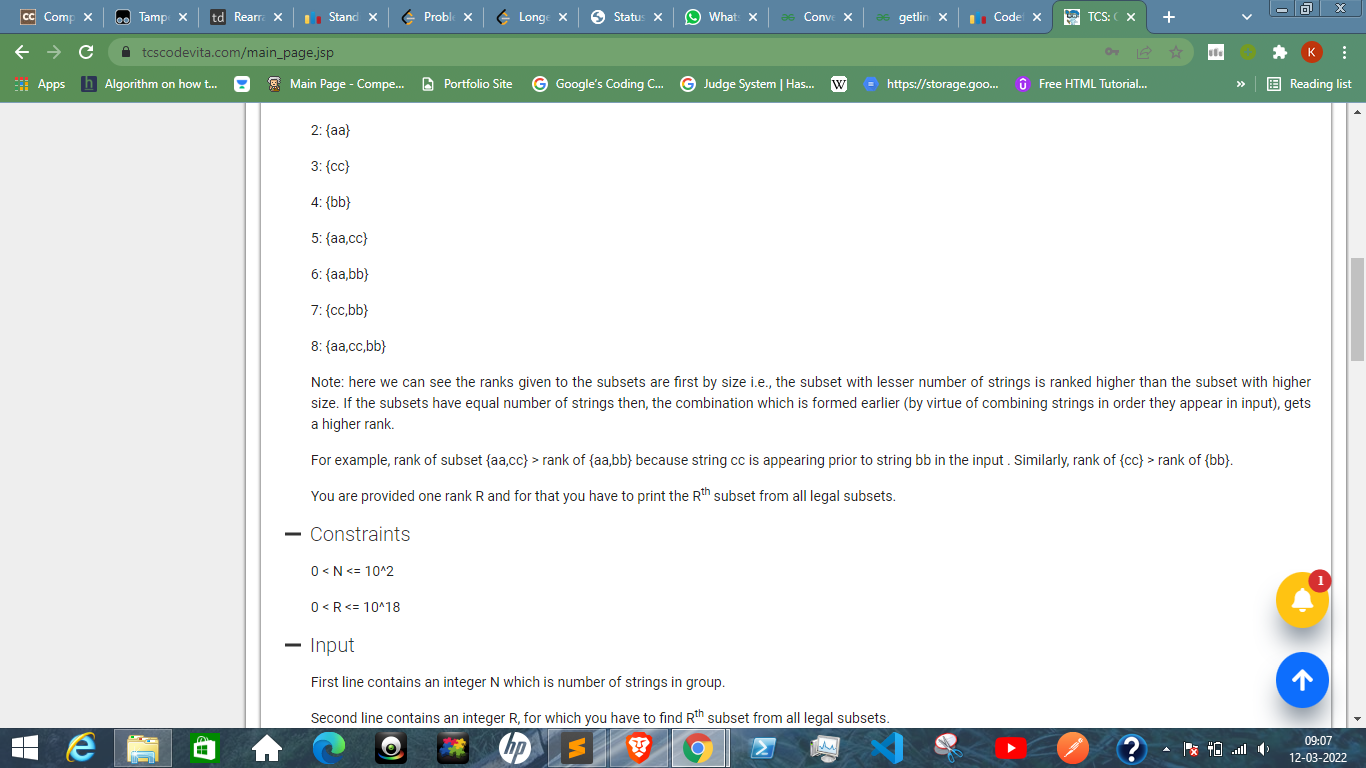 Comp
Tamp
td Rearra
Stand
Proble
Longe
Status
What:
Conve
getlin
Codel
TCS: C
tcscodevita.com/main_page.jsp
K
Apps
h Algorithm on how t...
Main Page - Compe...
Portfolio Site
Google's Coding C...
Judge System | Has...
W
https://storage.goo...
Free HTML Tutorial...
»
Reading list
2: {aa}
3: {cc}
4: {bb}
5: {aa,cc}
6: {aa,bb}
7: {cc,bb}
8: {aa,cc,bb}
Note: here we can see the ranks given to the subsets are first by size i.e., the subset with lesser number of strings is ranked higher than the subset with higher
size. If the subsets have equal number of strings then, the combination which is formed earlier (by virtue of combining strings in order they appear in input), gets
a higher rank.
For example, rank of subset {aa,cc} > rank of {aa,bb} because string cc is appearing prior to string bb in the input . Similarly, rank of {cc} > rank of {bb}.
You are provided one rank R and for that you have to print the Rth subset from all legal subsets.
Constraints
0 < N <= 10^2
0 < R <= 10^18
1
Input
First line contains an integer N which is number of strings in group.
Second line contains an integer R, for which you have to find Rth subset from all legal subsets.
hp
09:07
12-03-2022